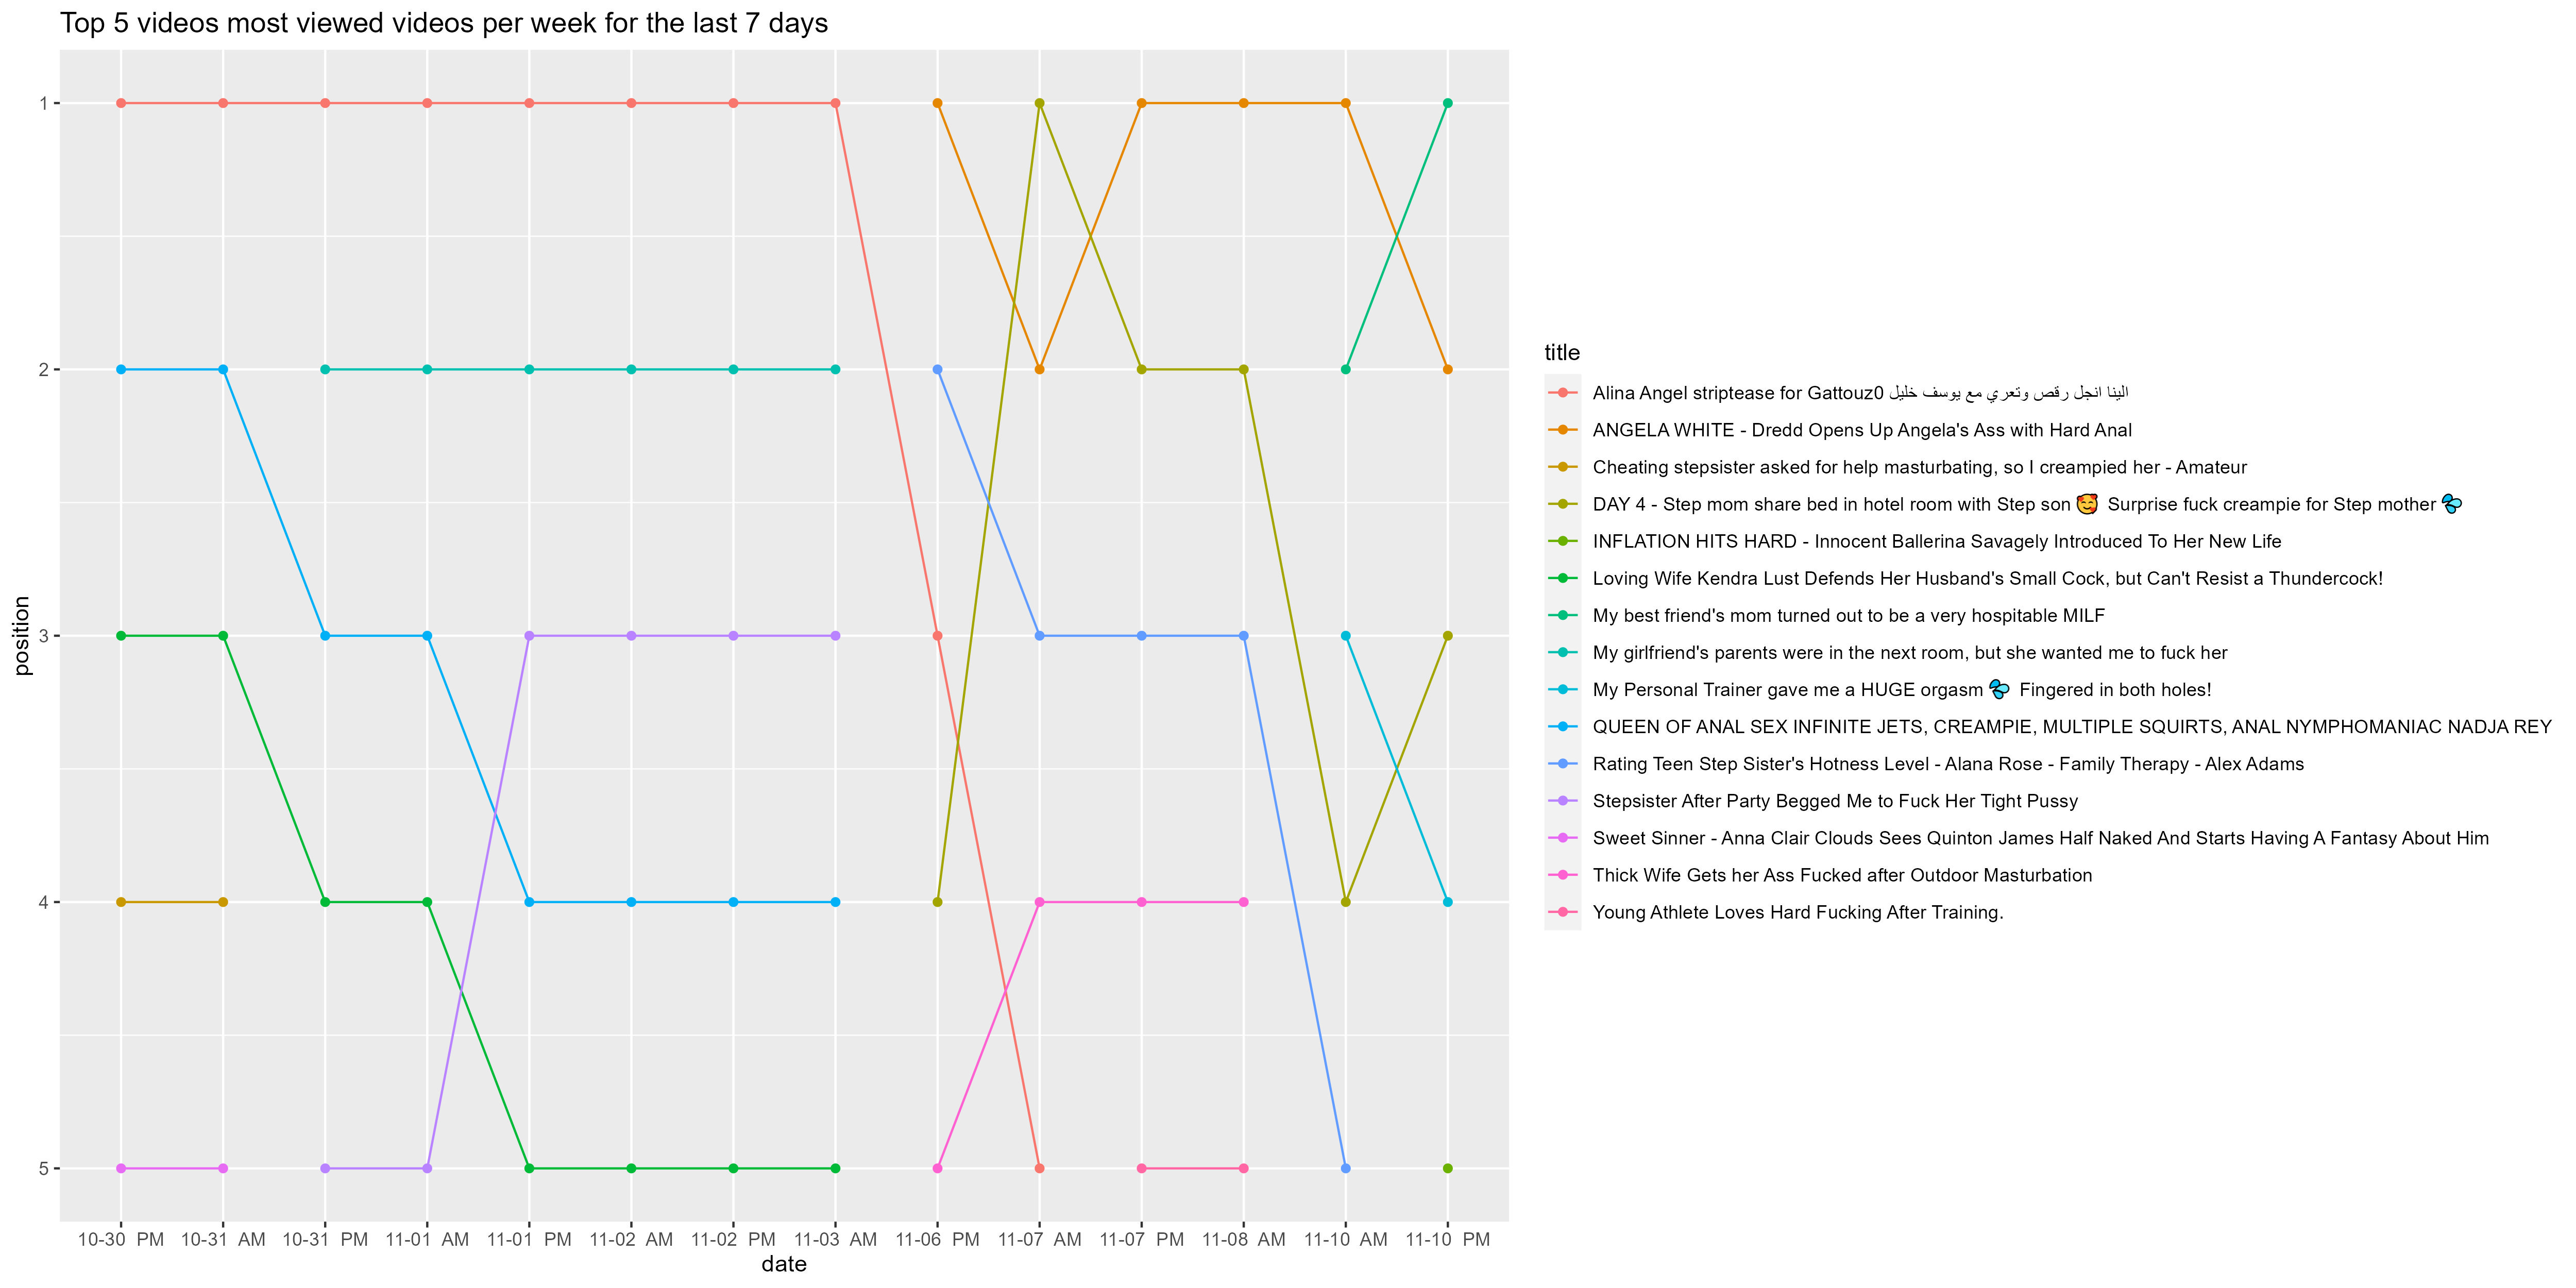 Top 5 videos most viewed videos per week for the last 7 days
position
1
2
3
4
5
10-30 PM
10-31 AM
10-31 PM
11-01 AM
11-01 PM
11-02 AM
11-02 PM
11-03 AM
11-06 PM
11-07 AM
11-07 PM
11-08 AM
11-10 AM
11-10 PM
date
title
Alina Angel striptease for Gattouz0 الينا انجل رقص وتعري مع يوسف خليل
ANGELA WHITE - Dredd Opens Up Angela's Ass with Hard Anal
Cheating stepsister asked for help masturbating, so I creampied her - Amateur
DAY 4 - Step mom share bed in hotel room with Step son 🥰 Surprise fuck creampie for Step mother 💦
INFLATION HITS HARD - Innocent Ballerina Savagely Introduced To Her New Life
Loving Wife Kendra Lust Defends Her Husband's Small Cock, but Can't Resist a Thundercock!
My best friend's mom turned out to be a very hospitable MILF
My girlfriend's parents were in the next room, but she wanted me to fuck her
My Personal Trainer gave me a HUGE orgasm 💦 Fingered in both holes!
QUEEN OF ANAL SEX INFINITE JETS, CREAMPIE, MULTIPLE SQUIRTS, ANAL NYMPHOMANIAC NADJA REY
Rating Teen Step Sister's Hotness Level - Alana Rose - Family Therapy - Alex Adams
Stepsister After Party Begged Me to Fuck Her Tight Pussy
Sweet Sinner - Anna Clair Clouds Sees Quinton James Half Naked And Starts Having A Fantasy About Him
Thick Wife Gets her Ass Fucked after Outdoor Masturbation
Young Athlete Loves Hard Fucking After Training.